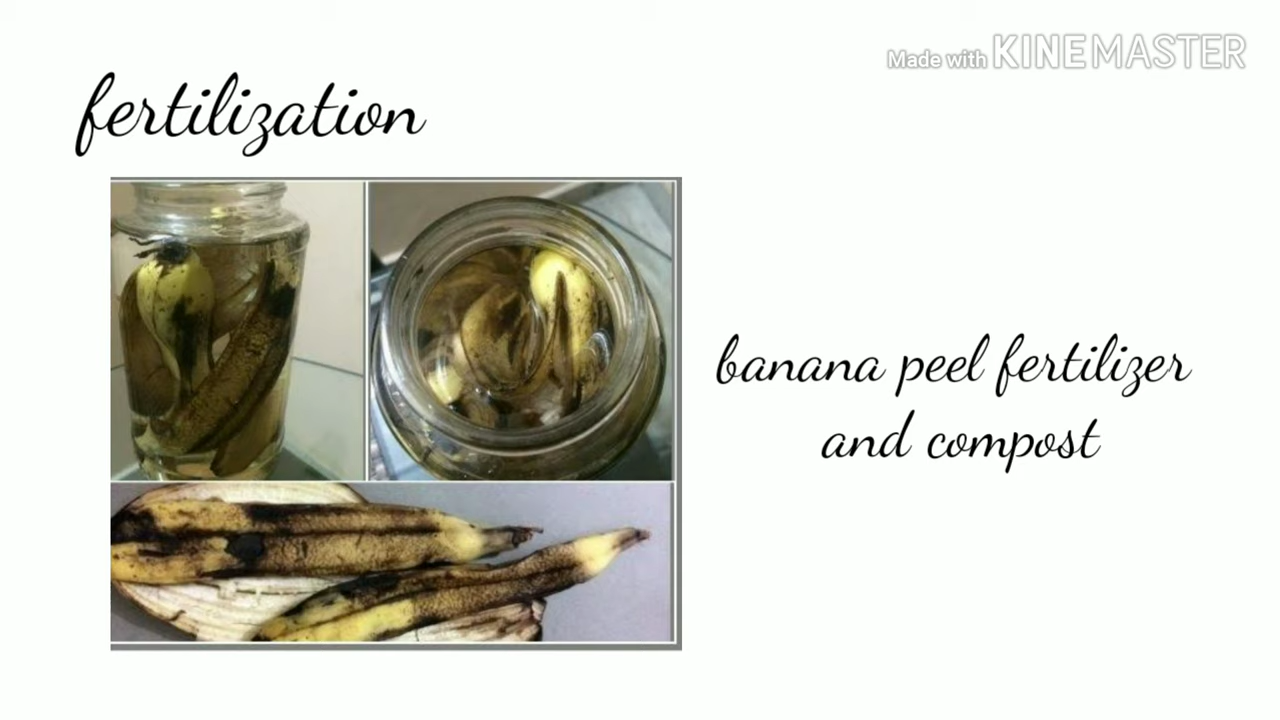 Made with KINEMASTER
fertilization
banana peel fertilizer
and compost